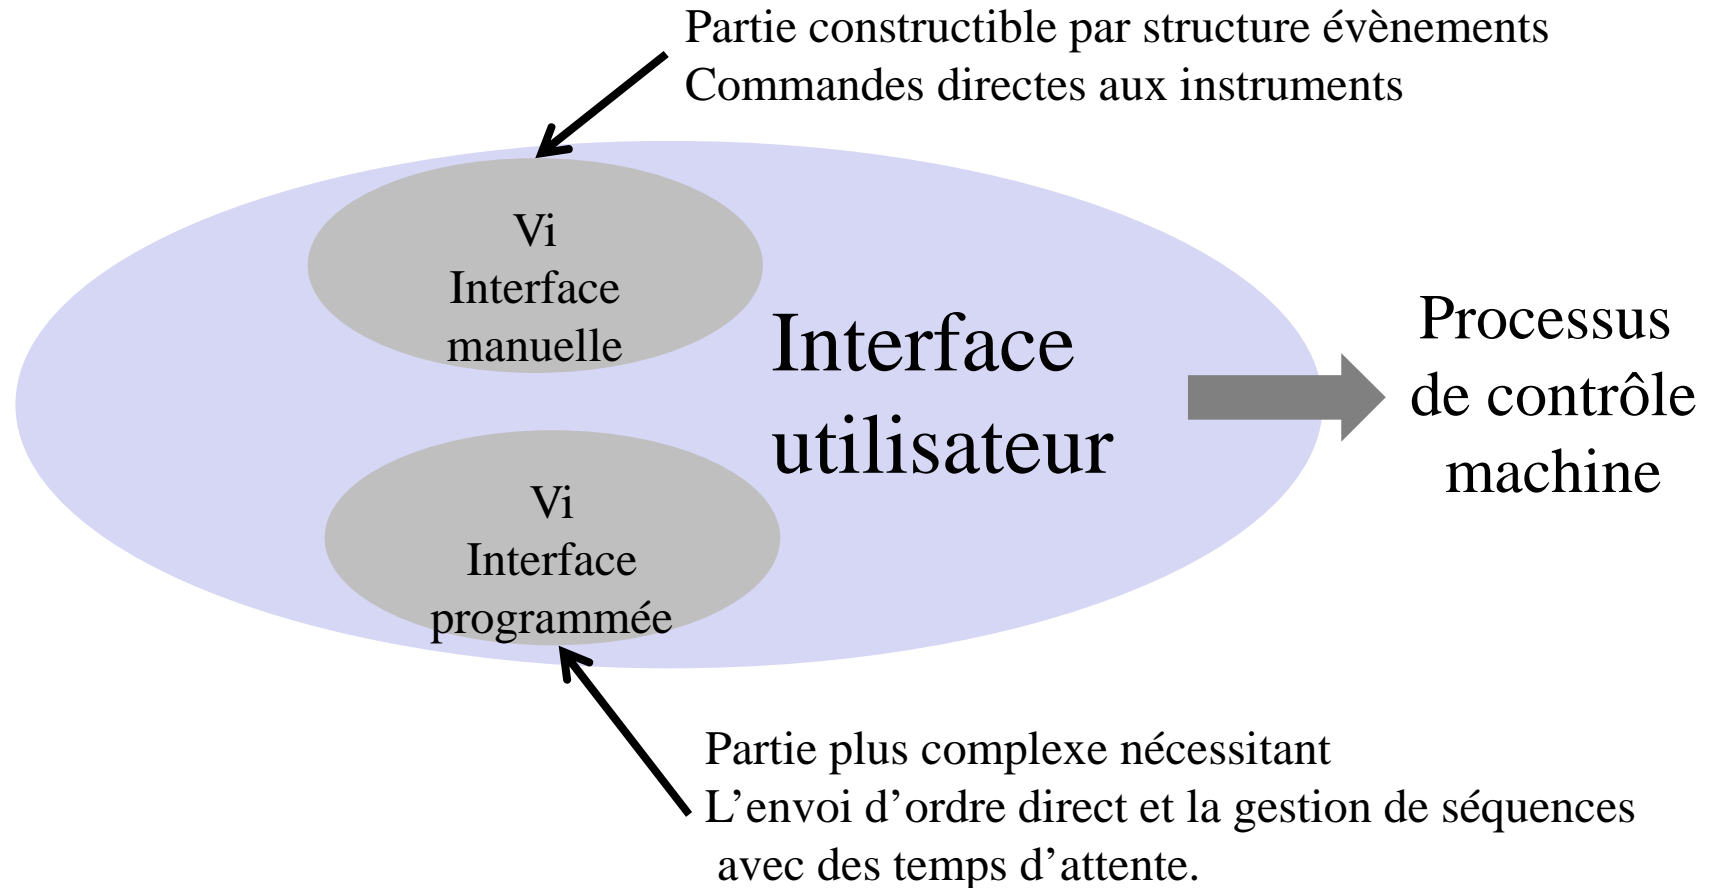 Partie constructible par structure évènements
Commandes directes aux instruments
Vi
Interface
manuelle
Interface
utilisateur
Processus
de contrôle
machine
Vi
Interface
programmée
Partie plus complexe nécessitant
L’envoi d’ordre direct et la gestion de séquences
avec des temps d’attente.